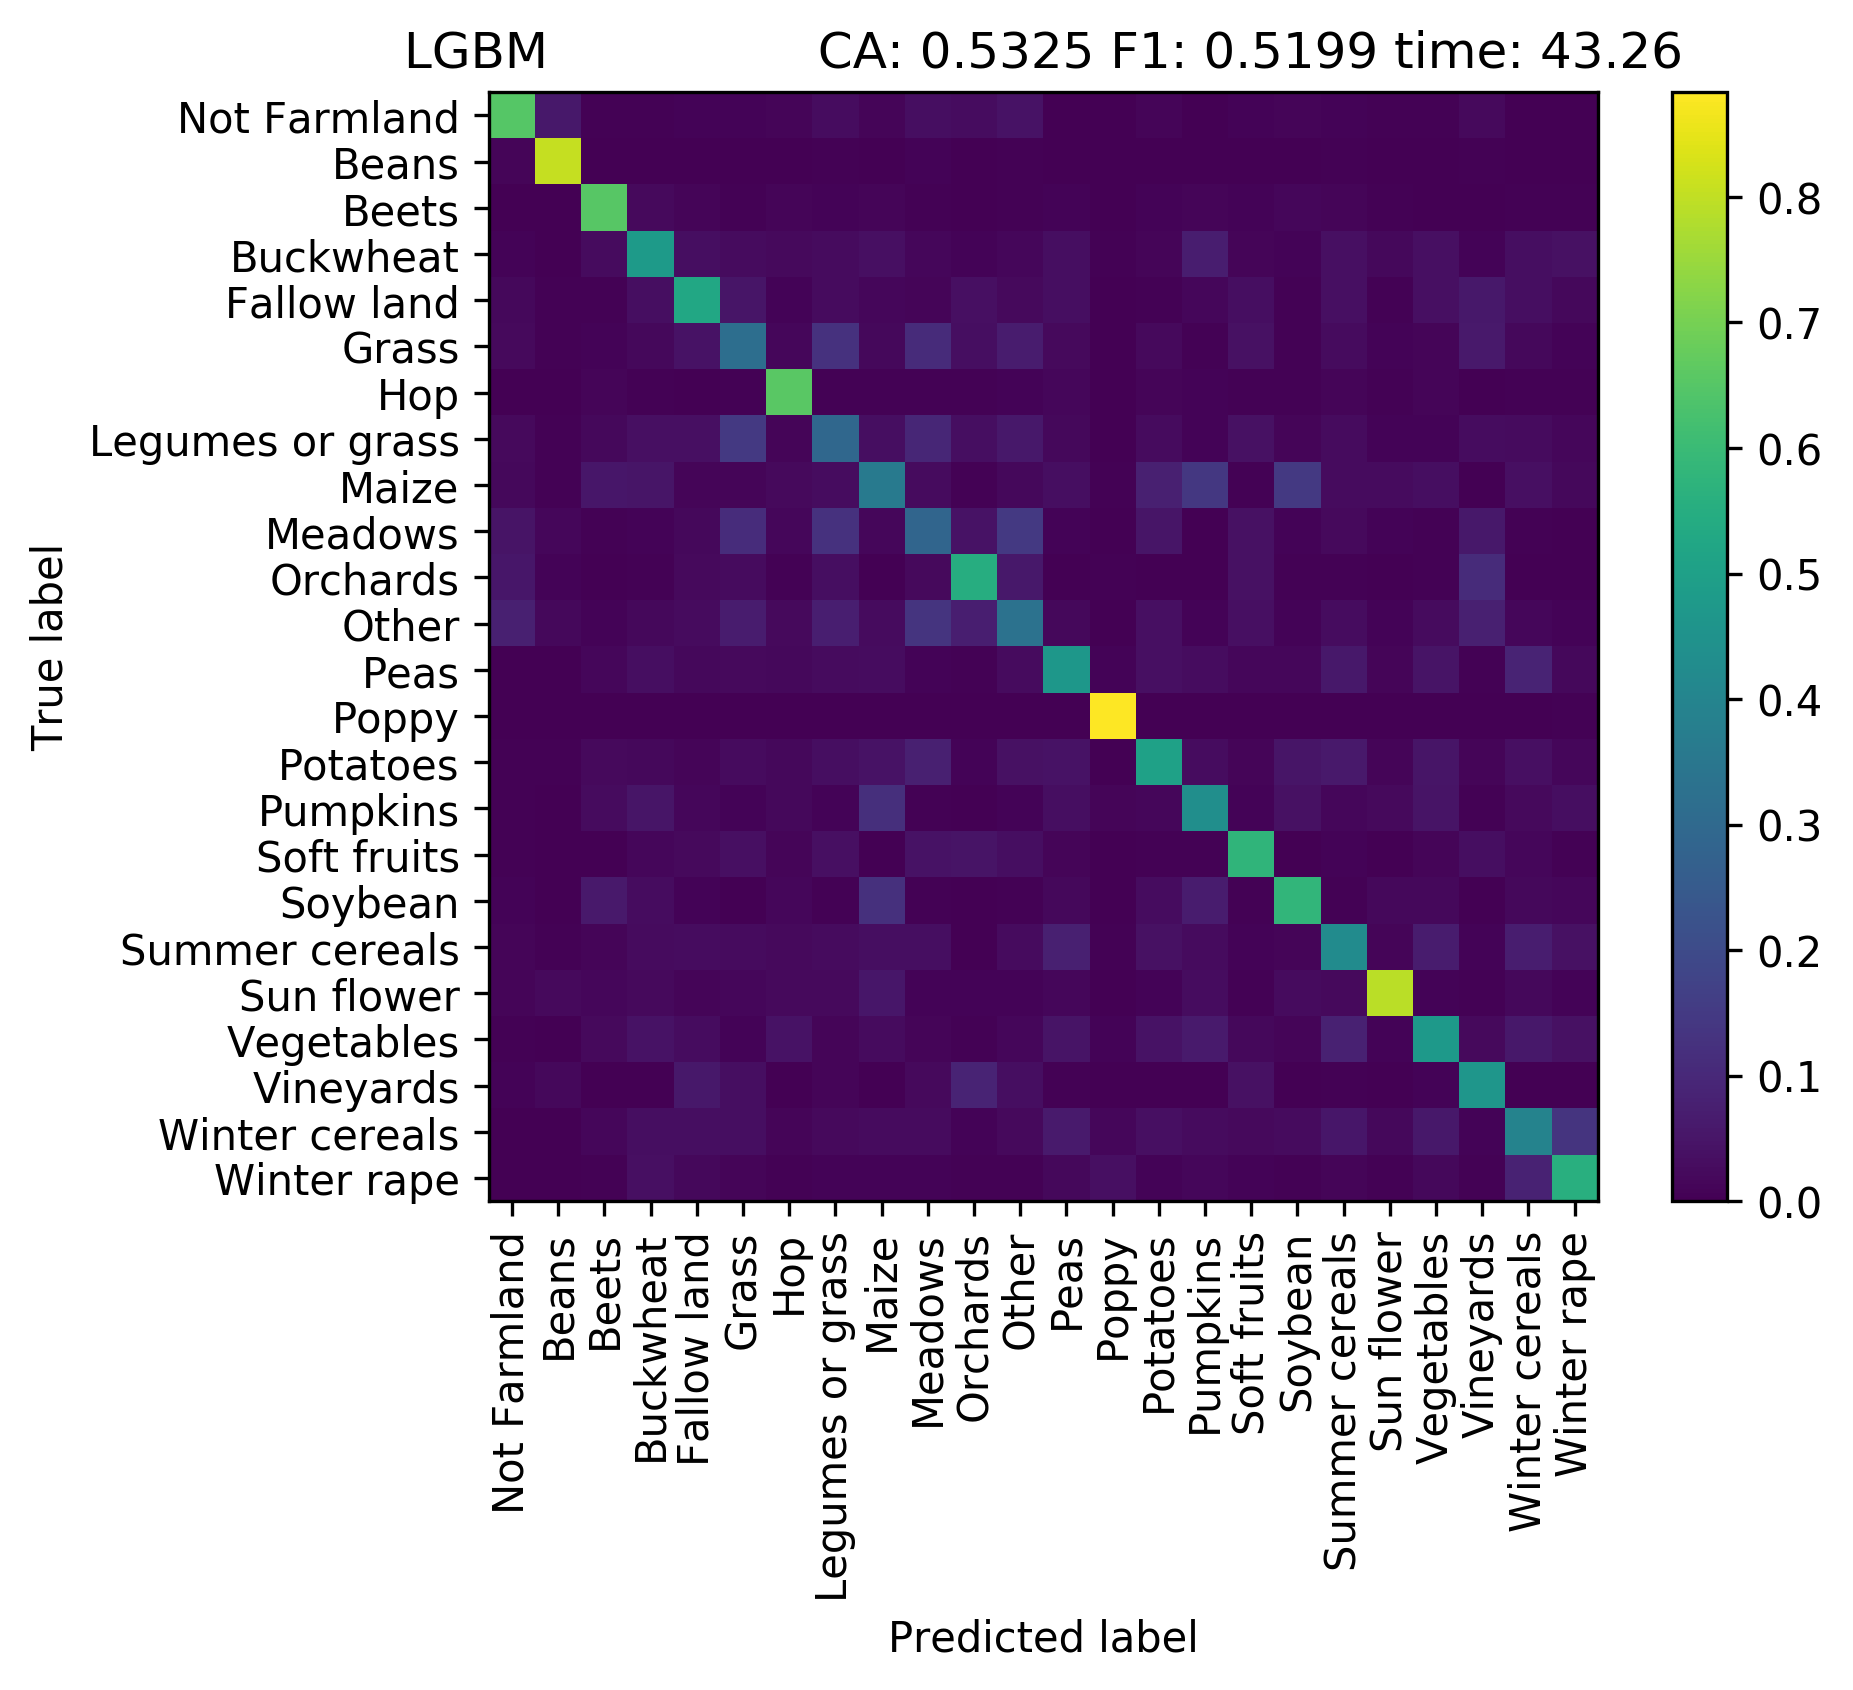 LGBM CA: 0.5325 F1: 0.5199 time: 43.26
True label
Not Farmland
Beans
Beets
Buckwheat
Fallow land
Grass
Hop
Legumes or grass
Maize
Meadows
Orchards
Other
Peas
Poppy
Potatoes
Pumpkins
Soft fruits
Soybean
Summer cereals
Sun flower
Vegetables
Vineyards
Winter cereals
Winter rape
Not Farmland
Beans
Beets
Buckwheat
Fallow land
Grass
Hop
Legumes or grass
Maize
Meadows
Orchards
Other
Peas
Poppy
Potatoes
Pumpkins
Soft fruits
Soybean
Summer cereals
Sun flower
Vegetables
Vineyards
Winter cereals
Winter rape
Predicted label
0.8
0.7
0.6
0.5
0.4
0.3
0.2
0.1
0.0